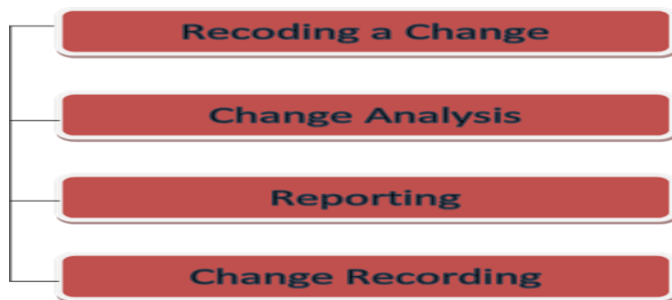 Recoding a Change
Change Analysis
Reporting
Change Recording